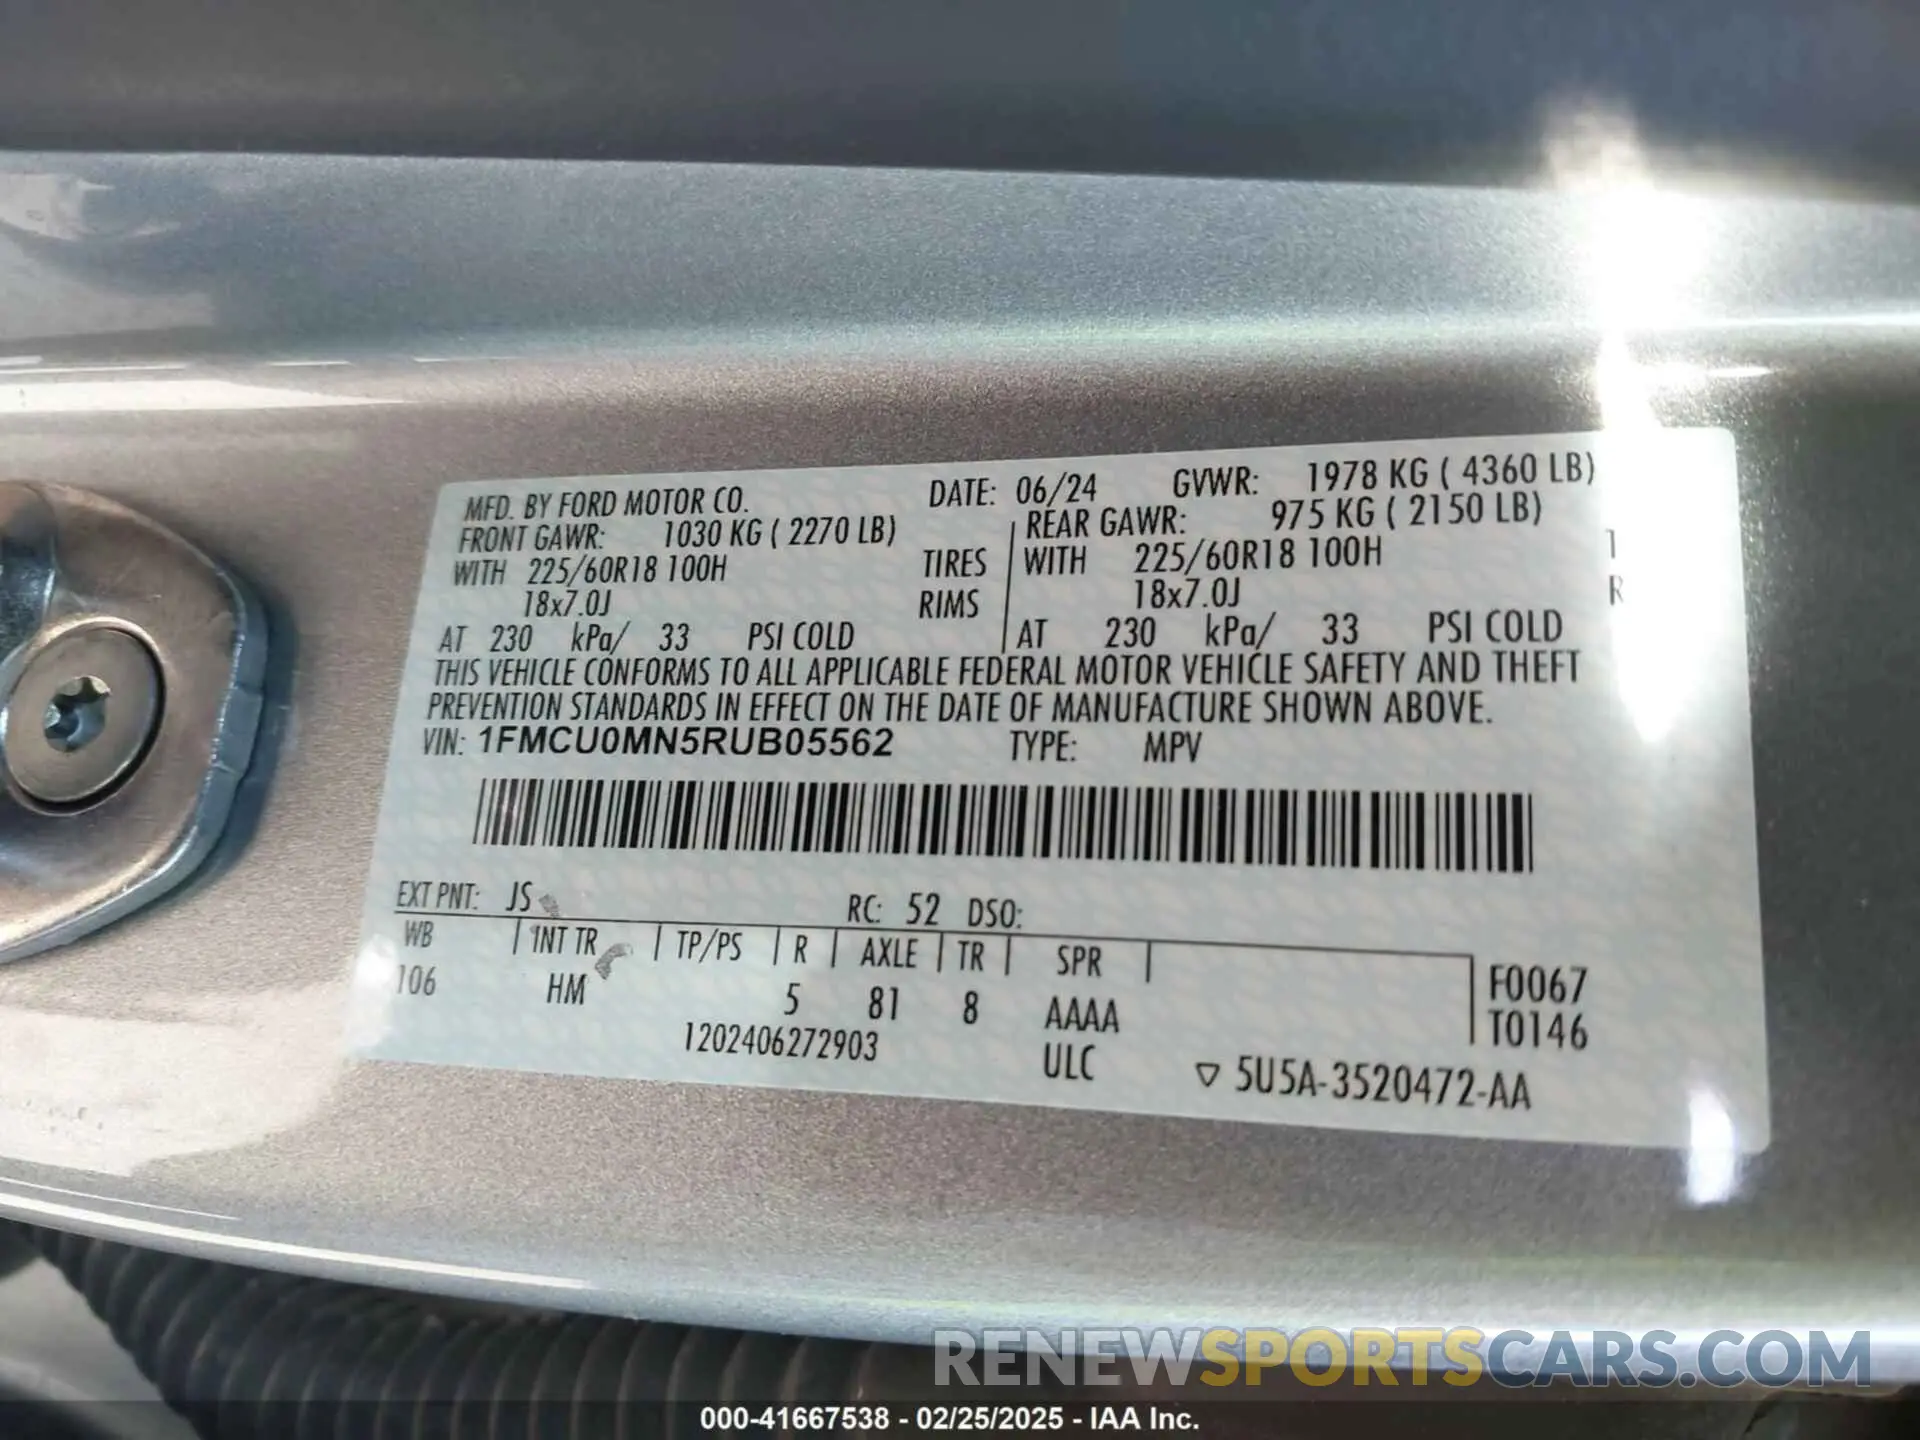 MFD. BY FORD MOTOR CO. DATE: 06/24 GVWR: 1978 KG ( 4360 LB)
FRONT GAWR: 1030 KG ( 2270 LB) REAR GAWR: 975 KG ( 2150 LB)
WITH 225/60R18 100H TIRES WITH 225/60R18 100H T
18x7.0J RIMS 18x7.0J R
AT 230 kPa/ 33 PSI COLD AT 230 kPa/ 33 PSI COLD
THIS VEHICLE CONFORMS TO ALL APPLICABLE FEDERAL MOTOR VEHICLE SAFETY AND THEFT
PREVENTION STANDARDS IN EFFECT ON THE DATE OF MANUFACTURE SHOWN ABOVE.
VIN: 1FMCU0MN5RUB05562 TYPE: MPV
EXT PNT: JS RC: 52 DSO:
WB INT TR TP/PS R AXLE TR SPR
106 HM 5 81 8 AAAA F0067
T0146
1202406272903 ULC 5U5A-3520472-AA
RENEWSPORTSCARS.COM
000-41667538 - 02/25/2025 - IAA Inc.